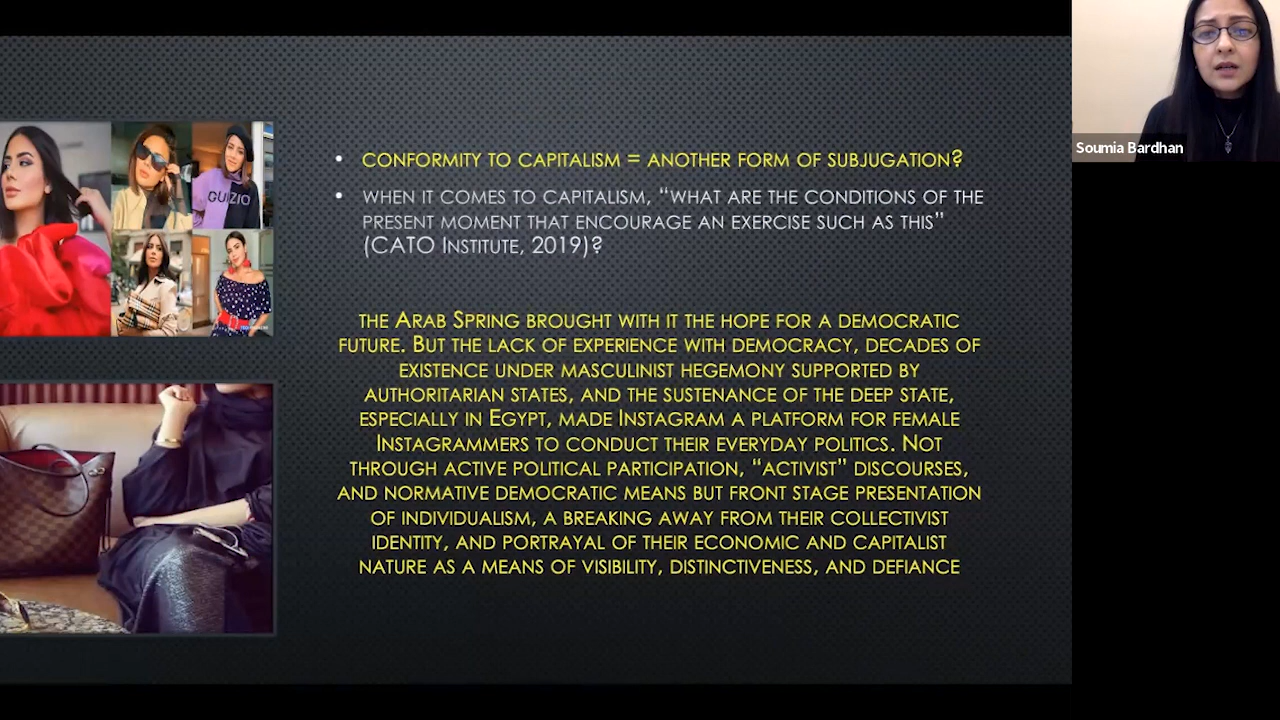 Soumia Bardhan
GUIZIO
• CONFORMITY TO CAPITALISM = ANOTHER FORM OF SUBJUGATION?
• WHEN IT COMES TO CAPITALISM, “WHAT ARE THE CONDITIONS OF THE
PRESENT MOMENT THAT ENCOURAGE AN EXERCISE SUCH AS THIS”
(CATO INSTITUTE, 2019)?
THE ARAB SPRING BROUGHT WITH IT THE HOPE FOR A DEMOCRATIC
FUTURE. BUT THE LACK OF EXPERIENCE WITH DEMOCRACY, DECADES OF
EXISTENCE UNDER MASCULINIST HEGEMONY SUPPORTED BY
AUTHORITARIAN STATES, AND THE SUSTENANCE OF THE DEEP STATE,
ESPECIALLY IN EGYPT, MADE INSTAGRAM A PLATFORM FOR FEMALE
INSTAGRAMMERS TO CONDUCT THEIR EVERYDAY POLITICS. NOT
THROUGH ACTIVE POLITICAL PARTICIPATION, “ACTIVIST” DISCOURSES,
AND NORMATIVE DEMOCRATIC MEANS BUT FRONT STAGE PRESENTATION
OF INDIVIDUALISM, A BREAKING AWAY FROM THEIR COLLECTIVIST
IDENTITY, AND PORTRAYAL OF THEIR ECONOMIC AND CAPITALIST
NATURE AS A MEANS OF VISIBILITY, DISTINCTIVENESS, AND DEFIANCE